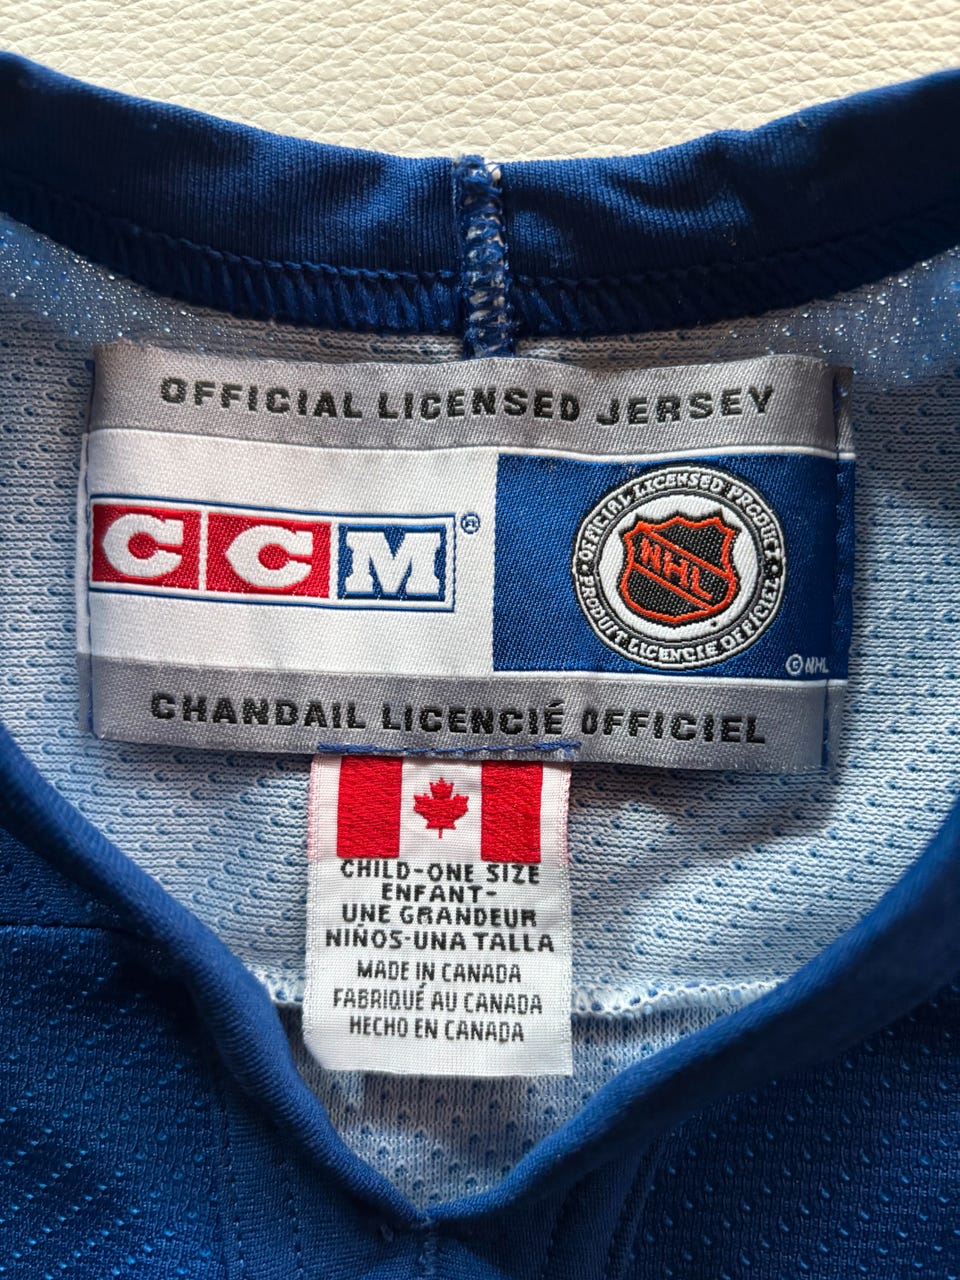 OFFICIAL LICENSED JERSEY
CCM®
OFFICIAL LICENSED PRODUCT
NHL
PRODUIT LICENCIE OFFICIEL
© NHL
CHANDAIL LICENCIÉ OFFICIEL
CHILD-ONE SIZE
ENFANT-
UNE GRANDEUR
NIÑOS-UNA TALLA
MADE IN CANADA
FABRIQUÉ AU CANADA
HECHO EN CANADA